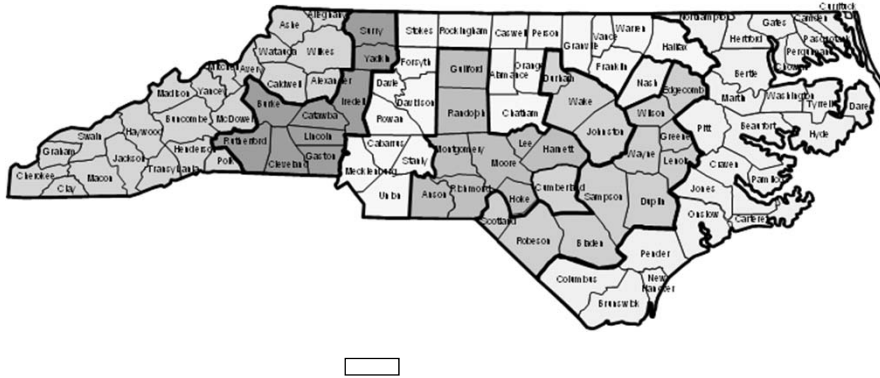 Currituck
Alleghany
Ashe
Surry
Stokes
Rockingham
Caswell
Person
Granville
Vance
Warren
Northampton
Gates
Camden
Pasquotank
Perquimans
Chowan
Hertford
Halifax
Watauga
Wilkes
Yadkin
Forsyth
Guilford
Alamance
Orange
Durham
Franklin
Nash
Edgecombe
Bertie
Martin
Washington
Tyrrell
Dare
Mitchell
Avery
Caldwell
Alexander
Iredell
Davie
Davidson
Randolph
Chatham
Wake
Wilson
Pitt
Beaufort
Hyde
Madison
Yancey
Burke
Catawba
Rowan
Johnston
Greene
Swain
Haywood
Buncombe
McDowell
Rutherford
Lincoln
Cabarrus
Montgomery
Lee
Harnett
Wayne
Lenoir
Craven
Pamlico
Graham
Jackson
Henderson
Polk
Cleveland
Gaston
Mecklenburg
Stanly
Moore
Cherokee
Clay
Macon
Transylvania
Union
Anson
Richmond
Hoke
Cumberland
Sampson
Duplin
Jones
Onslow
Carteret
Scotland
Robeson
Bladen
Pender
Columbus
Brunswick
New
Hanover